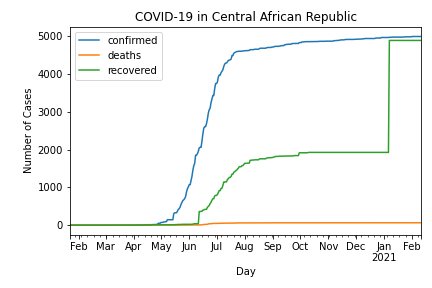 COVID-19 in Central African Republic
confirmed
deaths
recovered
Number of Cases
5000
4000
3000
2000
1000
0
Feb Mar Apr May Jun Jul Aug Sep Oct Nov Dec Jan Feb
2021
Day